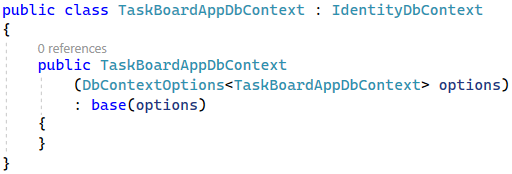 public class TaskBoardAppDbContext : IdentityDbContext
{
0 references
public TaskBoardAppDbContext
(DbContextOptions<TaskBoardAppDbContext> options)
: base(options)
{
}
}